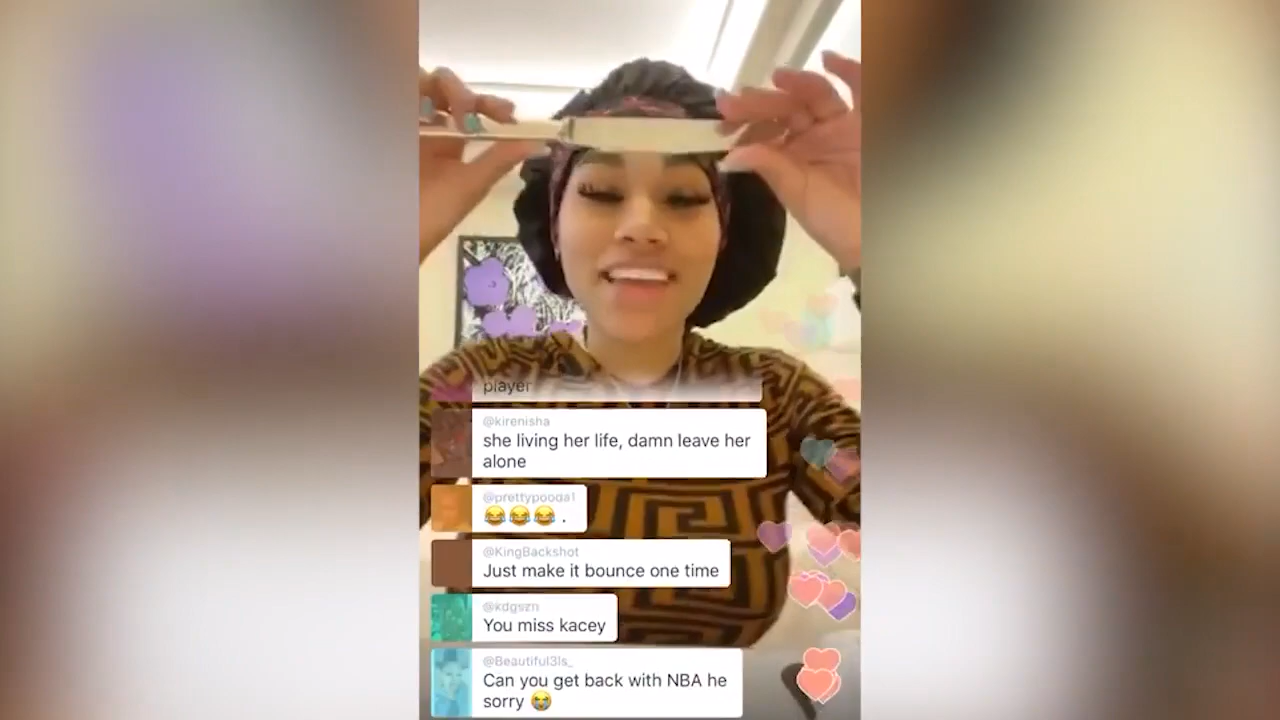 player
@kirenisha
she living her life, damn leave her
alone
@prettypooqa1
😂😂😂 .
@KingBackshot
Just make it bounce one time
@kdgszn
You miss kacey
@Beautiful3ls_
Can you get back with NBA he
sorry 😭